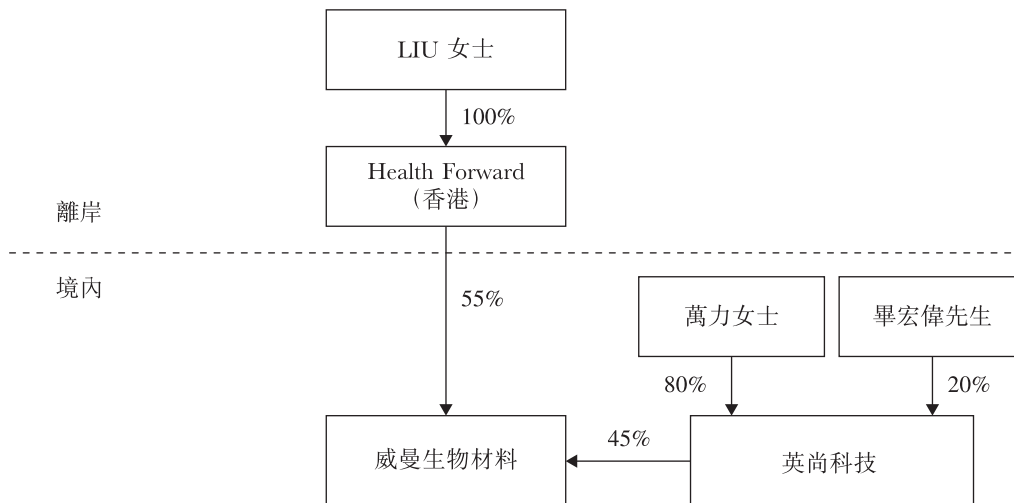 LIU 女士
100%
Health Forward
(香港)
離岸
境內
55%
萬力女士
畢宏偉先生
80%
20%
威曼生物材料
45%
英尚科技